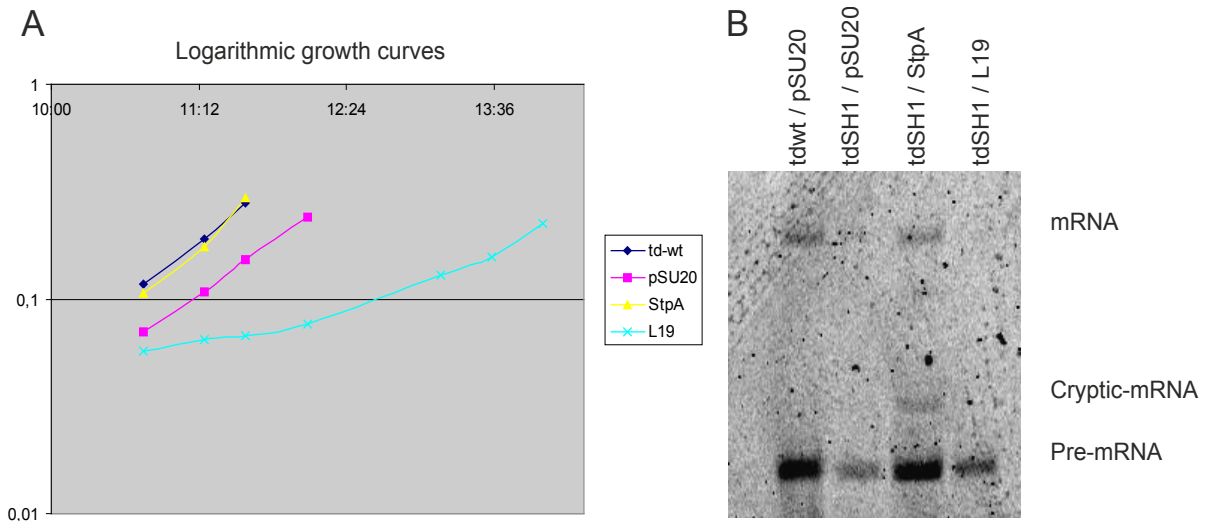 A
Logarithmic growth curves
1
10:00 11:12 12:24 13:36
0,1
0,01
td-wt
pSU20
StpA
L19
B
tdwt / pSU20
tdSH1 / pSU20
tdSH1 / StpA
tdSH1 / L19
mRNA
Cryptic-mRNA
Pre-mRNA